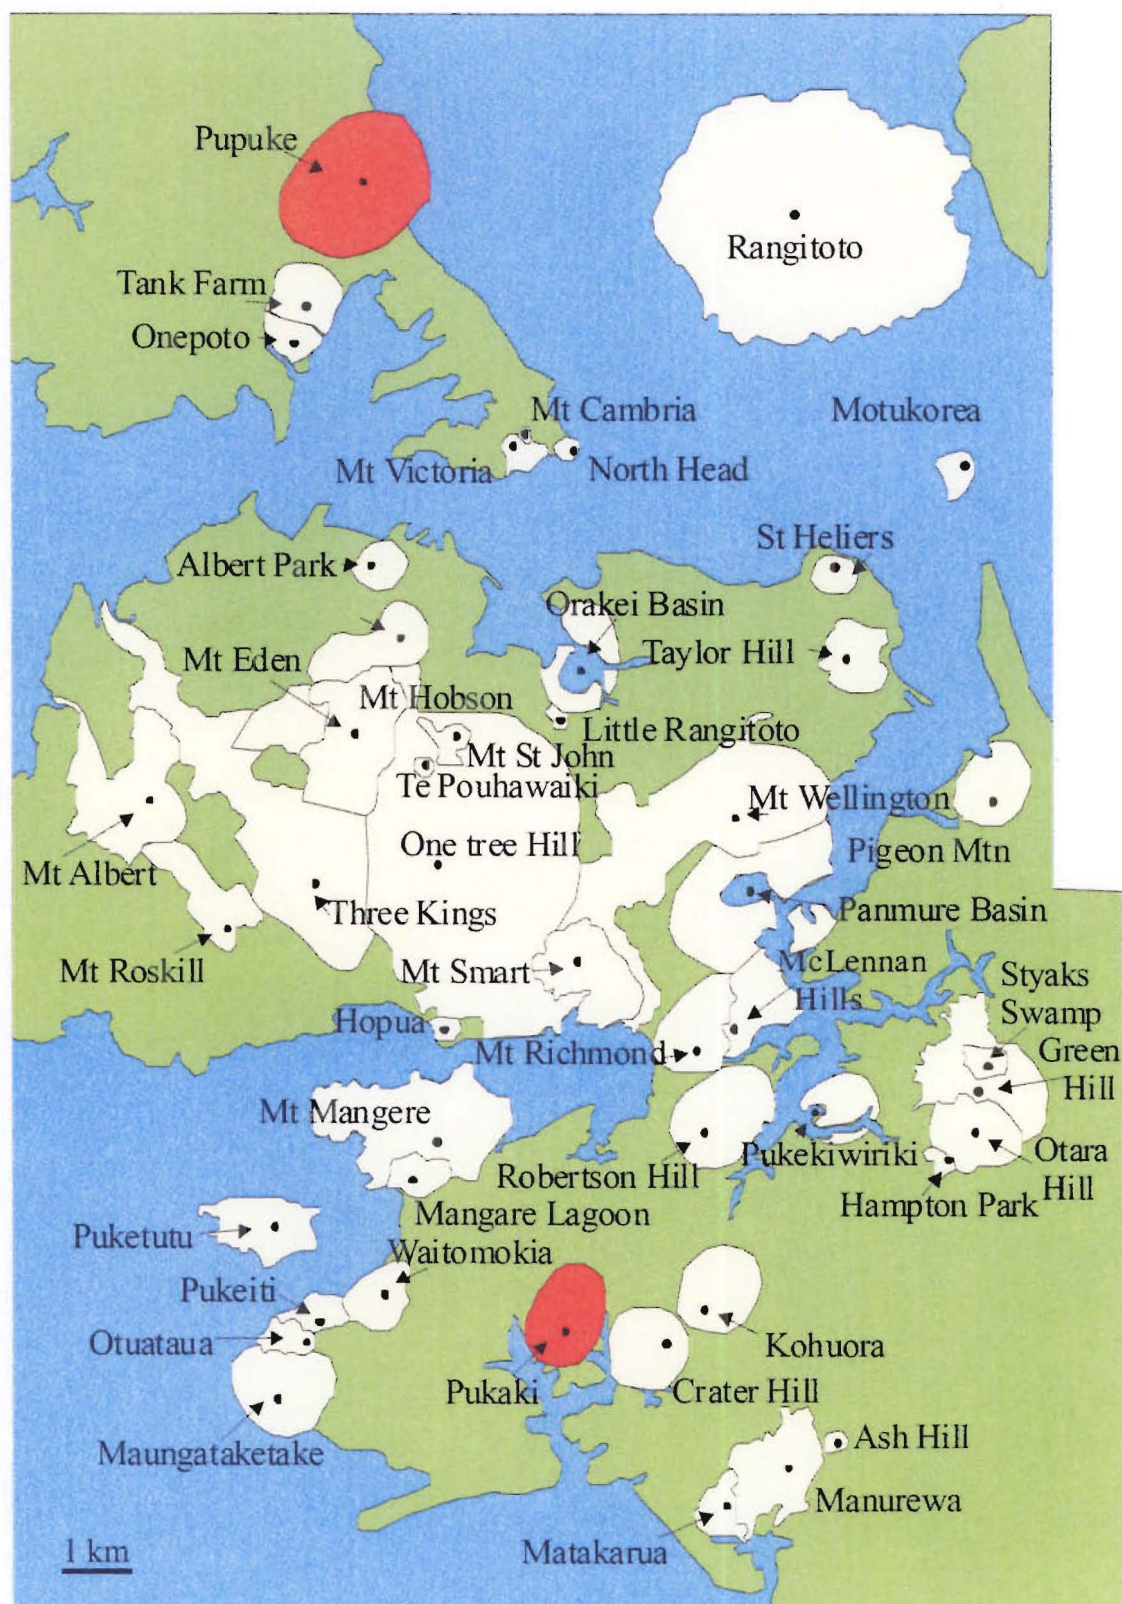 Pupuke
Rangitoto
Tank Farm
Onepoto
Mt Cambria
Motukorea
Mt Victoria
North Head
St Heliers
Albert Park
Orakei Basin
Mt Eden
Taylor Hill
Mt Hobson
Little Rangitoto
Mt St John
Te Pouhawaiki
Mt Wellington
One tree Hill
Pigeon Mtn
Mt Albert
Three Kings
Panmure Basin
Mt Roskill
Mt Smart
McLennan
Hills
Styaks
Swamp
Hopua
Mt Richmond
Green
Hill
Mt Mangere
Pukekiwiriki
Otara
Hill
Robertson Hill
Hampton Park
Mangare Lagoon
Puketutu
Waitomokia
Pukeiti
Otuataua
Kohuora
Pukaki
Crater Hill
Maungataketake
Ash Hill
Manurewa
Matakarua
1 km